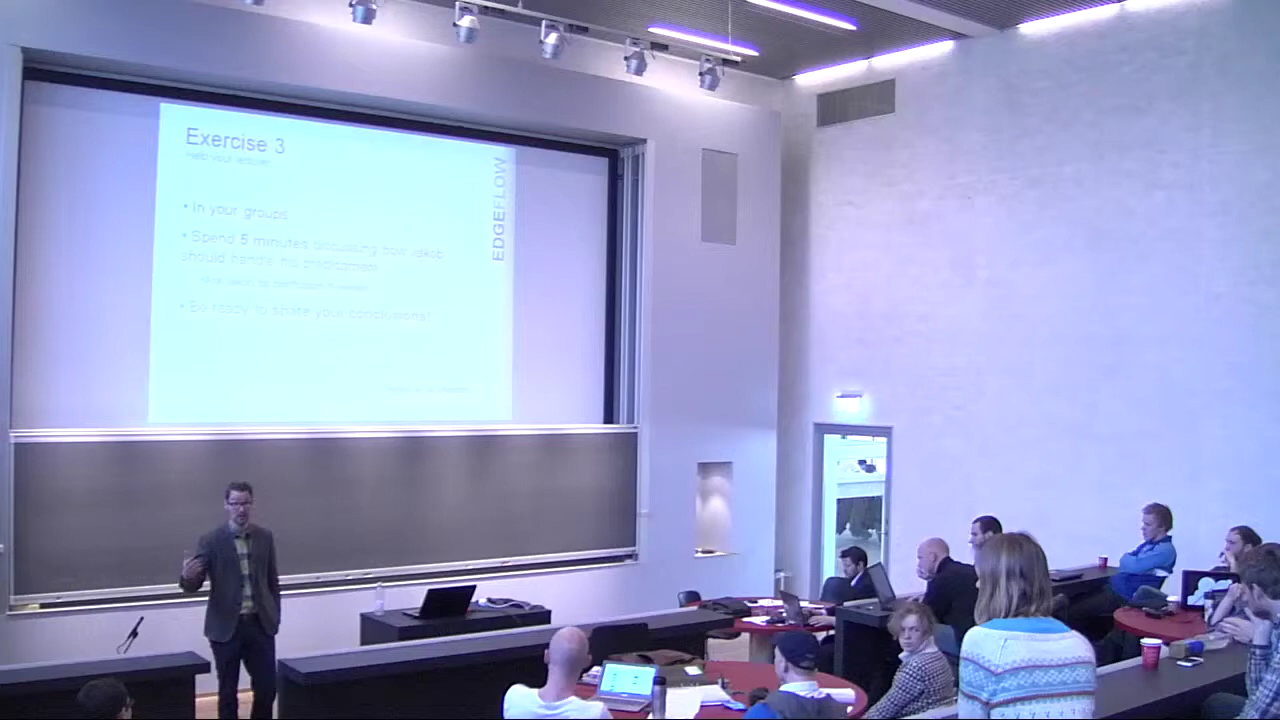 Exercise 3
Help your lecturer
• In your groups
• Spend 5 minutes discussing how Jakob
should handle his predicament
• Be ready to share your conclusions!
EDGEFLOW